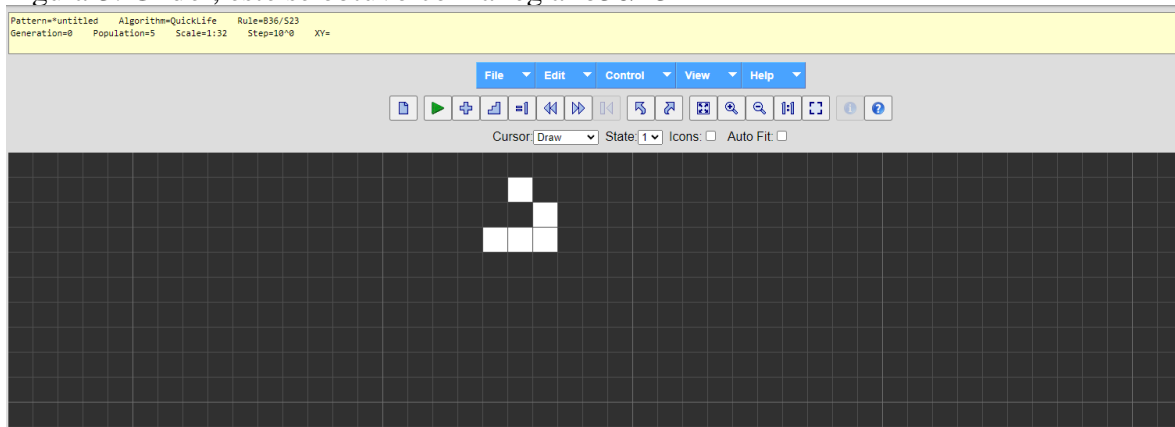 Pattern=*untitled Algorithm=QuickLife Rule=B36/S23
Generation=0 Population=5 Scale=1:32 Step=10^0 XY=
File Edit Control View Help
Cursor: Draw State: 1 Icons: Auto Fit: